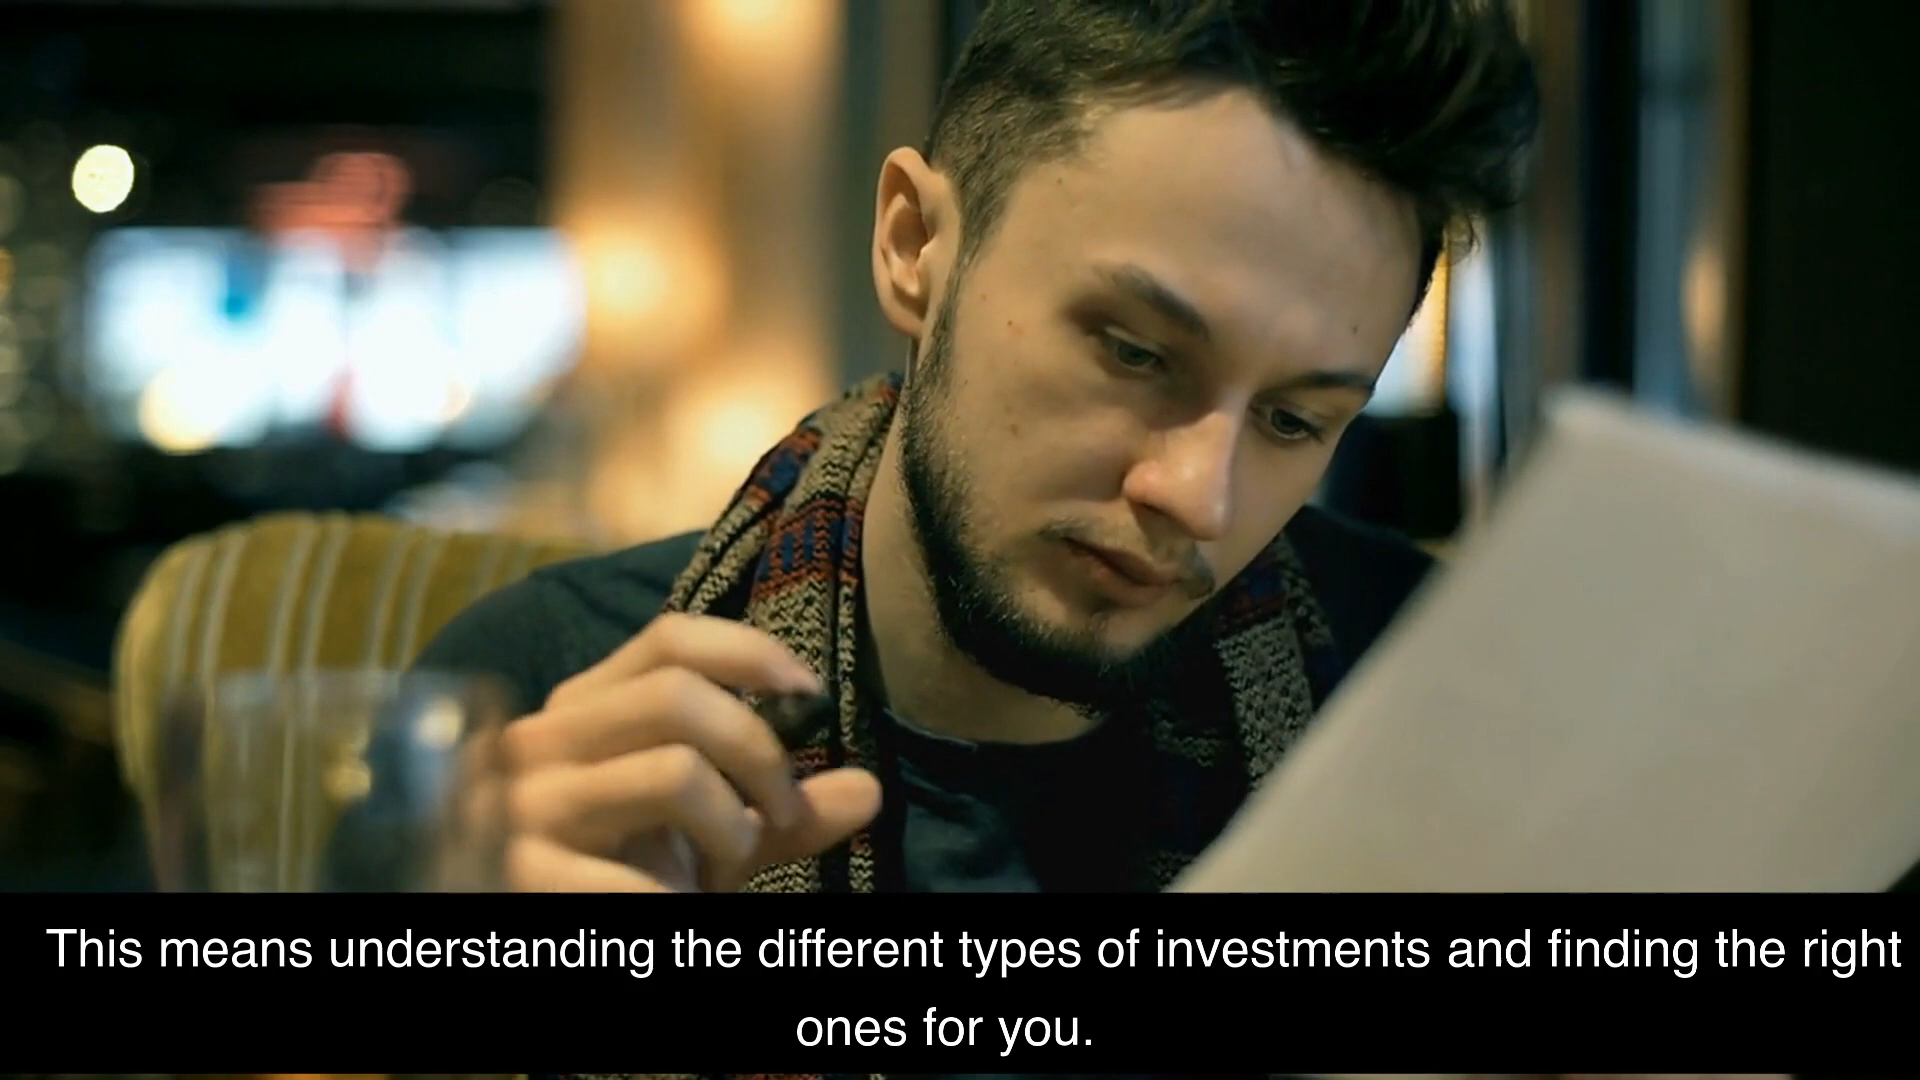 This means understanding the different types of investments and finding the right
ones for you.